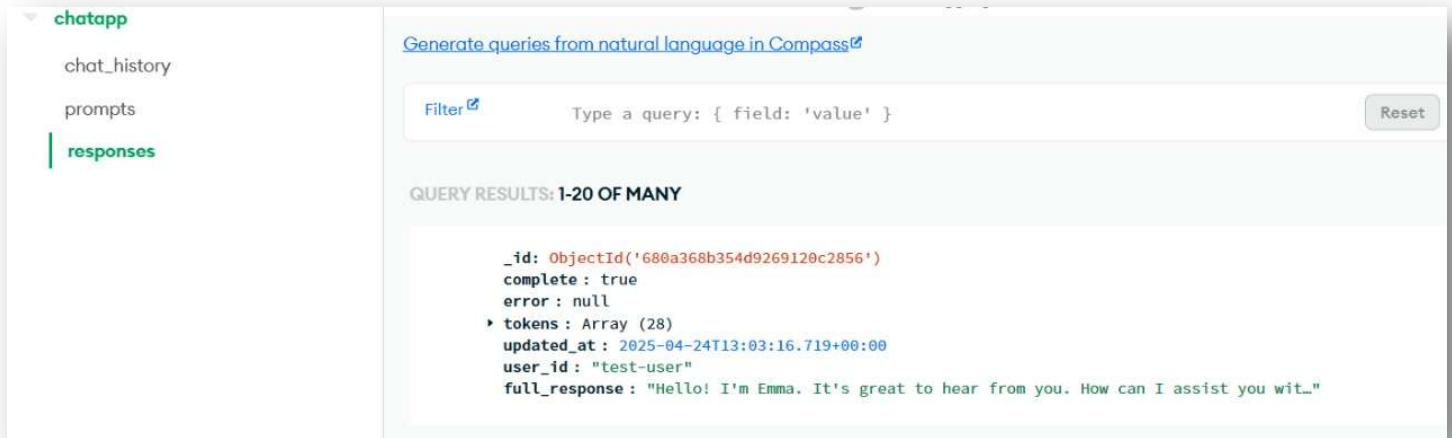 chatapp
chat_history
prompts
responses
Generate queries from natural language in Compass
Filter
Type a query: { field: 'value' }
Reset
QUERY RESULTS: 1-20 OF MANY
_id: ObjectId('680a368b354d9269120c2856')
complete : true
error : null
tokens : Array (28)
updated_at : 2025-04-24T13:03:16.719+00:00
user_id : "test-user"
full_response : "Hello! I'm Emma. It's great to hear from you. How can I assist you wit…"